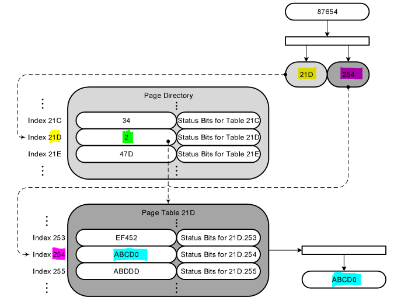 87654
21D 254
Page Directory
Index 21C 34 Status Bits for Table 21C
Index 21D Status Bits for Table 21D
Index 21E 47D Status Bits for Table 21E
Page Table 21D
Index 253 EF452 Status Bits for 21D.253
Index 254 ABCD0 Status Bits for 21D.254
Index 255 ABDDD Status Bits for 21D.255
ABCD0